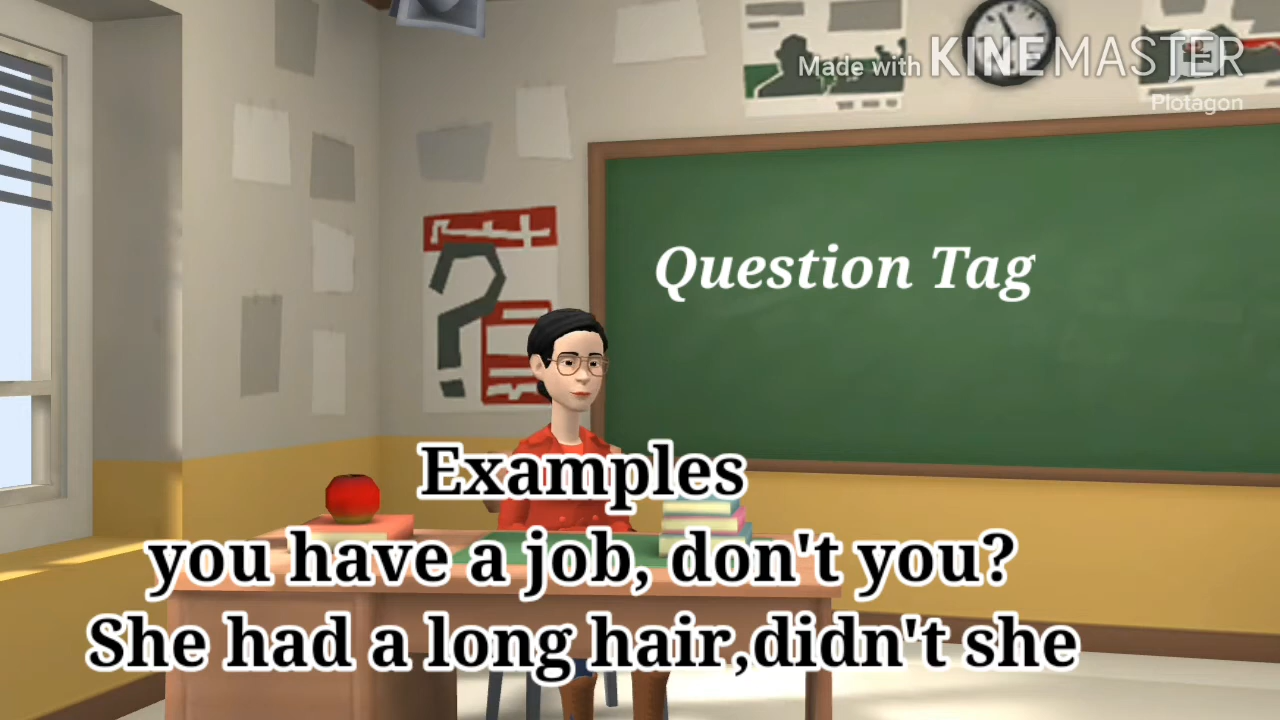 Made with KINEMASTER
Plotagon
Question Tag
Examples
you have a job, don't you?
She had a long hair,didn't she